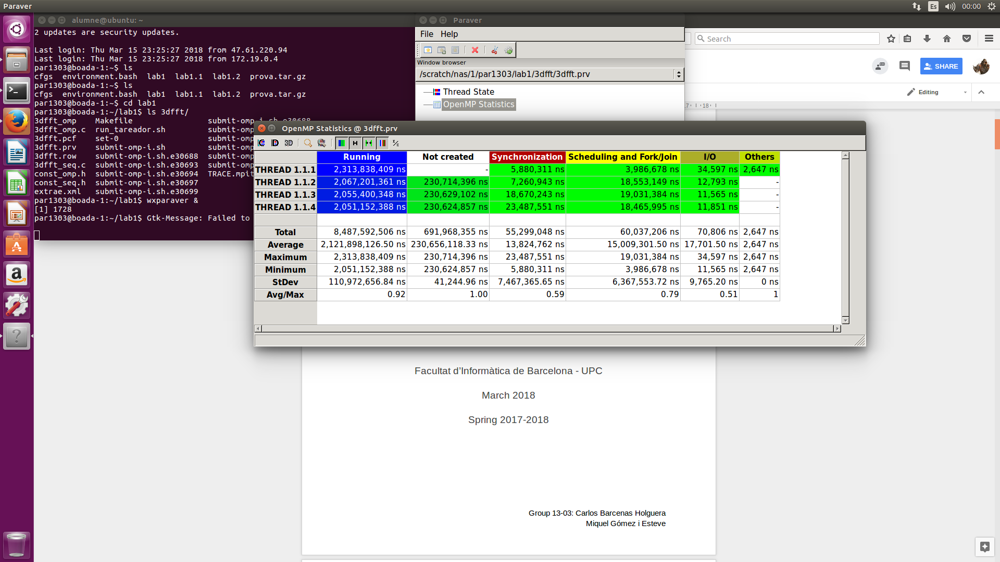 Paraver
Es
00:00
alumne@ubuntu: ~
2 updates are security updates.
Last login: Thu Mar 15 23:25:27 2018 from 47.61.220.94
Last login: Thu Mar 15 23:25:27 2018 from 172.19.0.4
par1303@boada-1:~$ ls
cfgs environment.bash lab1 lab1.1 lab1.2 prova.tar.gz
par1303@boada-1:~$ ls
cfgs environment.bash lab1 lab1.1 lab1.2 prova.tar.gz
par1303@boada-1:~$ cd lab1
par1303@boada-1:~/lab1$ ls 3dfft/
3dfft_omp Makefile submit-omp-i.sh.e30688
3dfft_omp.c run_tareador.sh submit-omp
3dfft.pcf set-0 submit-omp
3dfft.prv submit-omp-i.sh submit-omp
3dfft.row submit-omp-i.sh.e30688 submit-omp
3dfft_seq.c submit-omp-i.sh.e30693 submit-omp
const_omp.h submit-omp-i.sh.e30694 TRACE.mpit
const_seq.h submit-omp-i.sh.e30697
extrae.xml submit-omp-i.sh.e30699
par1303@boada-1:~/lab1$ wxparaver &
[1] 1728
par1303@boada-1:~/lab1$ Gtk-Message: Failed to
Paraver
File Help
Window browser
/scratch/nas/1/par1303/lab1/3dfft/3dfft.prv
Thread State
OpenMP Statistics
Search
SHARE
Editing
17 18
OpenMP Statistics @ 3dfft.prv
3D H
Running Not created Synchronization Scheduling and Fork/Join I/O Others
THREAD 1.1.1 2,313,838,409 ns - 5,880,311 ns 3,986,678 ns 34,597 ns 2,647 ns
THREAD 1.1.2 2,067,201,361 ns 230,714,396 ns 7,260,943 ns 18,553,149 ns 12,793 ns -
THREAD 1.1.3 2,055,400,348 ns 230,629,102 ns 18,670,243 ns 19,031,384 ns 11,565 ns -
THREAD 1.1.4 2,051,152,388 ns 230,624,857 ns 23,487,551 ns 18,465,995 ns 11,851 ns -
Total 8,487,592,506 ns 691,968,355 ns 55,299,048 ns 60,037,206 ns 70,806 ns 2,647 ns
Average 2,121,898,126.50 ns 230,656,118.33 ns 13,824,762 ns 15,009,301.50 ns 17,701.50 ns 2,647 ns
Maximum 2,313,838,409 ns 230,714,396 ns 23,487,551 ns 19,031,384 ns 34,597 ns 2,647 ns
Minimum 2,051,152,388 ns 230,624,857 ns 5,880,311 ns 3,986,678 ns 11,565 ns 2,647 ns
StDev 110,972,656.84 ns 41,244.96 ns 7,467,365.65 ns 6,367,553.72 ns 9,765.20 ns 0 ns
Avg/Max 0.92 1.00 0.59 0.79 0.51 1
Facultat d'Informàtica de Barcelona - UPC
March 2018
Spring 2017-2018
Group 13-03: Carlos Barcenas Holguera
Miquel Gómez i Esteve